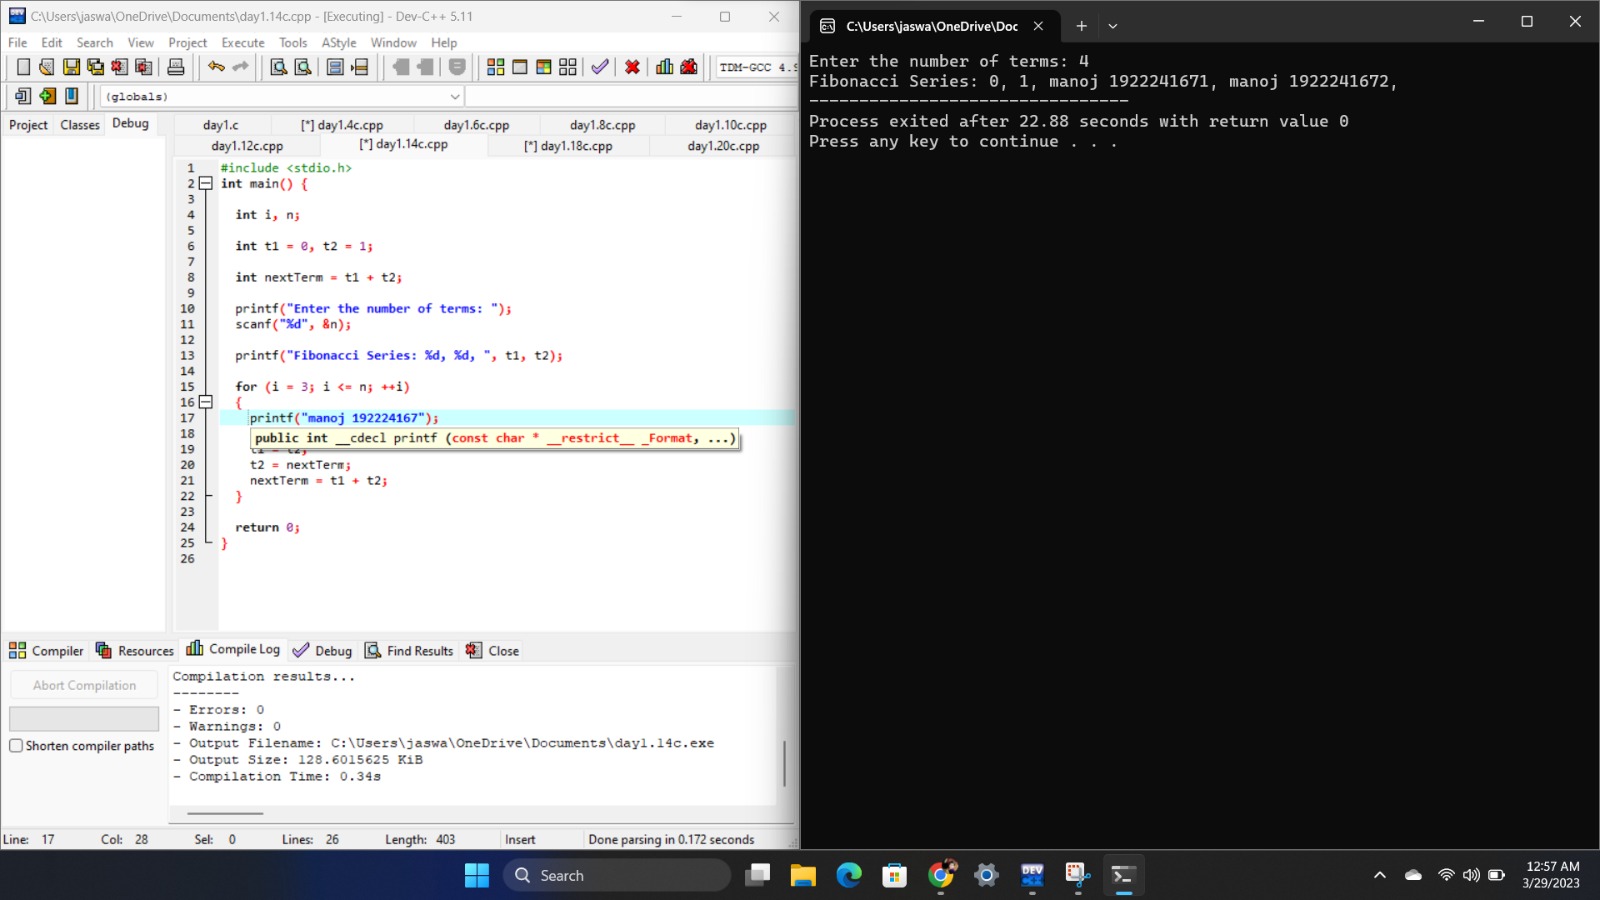 C:\Users\jaswa\OneDrive\Documents\day1.14c.cpp - [Executing] - Dev-C++ 5.11
File Edit Search View Project Execute Tools AStyle Window Help
TDM-GCC 4.9
(globals)
Project Classes Debug
day1.c [*] day1.4c.cpp day1.6c.cpp day1.8c.cpp day1.10c.cpp
day1.12c.cpp [*] day1.14c.cpp [*] day1.18c.cpp day1.20c.cpp
1 #include <stdio.h>
2 int main() {
3
4 int i, n;
5
6 int t1 = 0, t2 = 1;
7
8 int nextTerm = t1 + t2;
9
10 printf("Enter the number of terms: ");
11 scanf("%d", &n);
12
13 printf("Fibonacci Series: %d, %d, ", t1, t2);
14
15 for (i = 3; i <= n; ++i)
16 {
17 printf("manoj 192224167");
18 public int __cdecl printf (const char * __restrict__ _Format, ...)
19 t1 = t2;
20 t2 = nextTerm;
21 nextTerm = t1 + t2;
22 }
23
24 return 0;
25 }
26
Compiler Resources Compile Log Debug Find Results Close
Abort Compilation
Shorten compiler paths
Compilation results...
--------
- Errors: 0
- Warnings: 0
- Output Filename: C:\Users\jaswa\OneDrive\Documents\day1.14c.exe
- Output Size: 128.6015625 KiB
- Compilation Time: 0.34s
Line: 17 Col: 28 Sel: 0 Lines: 26 Length: 403 Insert Done parsing in 0.172 seconds
C:\Users\jaswa\OneDrive\Doc
Enter the number of terms: 4
Fibonacci Series: 0, 1, manoj 1922241671, manoj 1922241672,
--------------------------------
Process exited after 22.88 seconds with return value 0
Press any key to continue . . .
Search
DEV
12:57 AM
3/29/2023